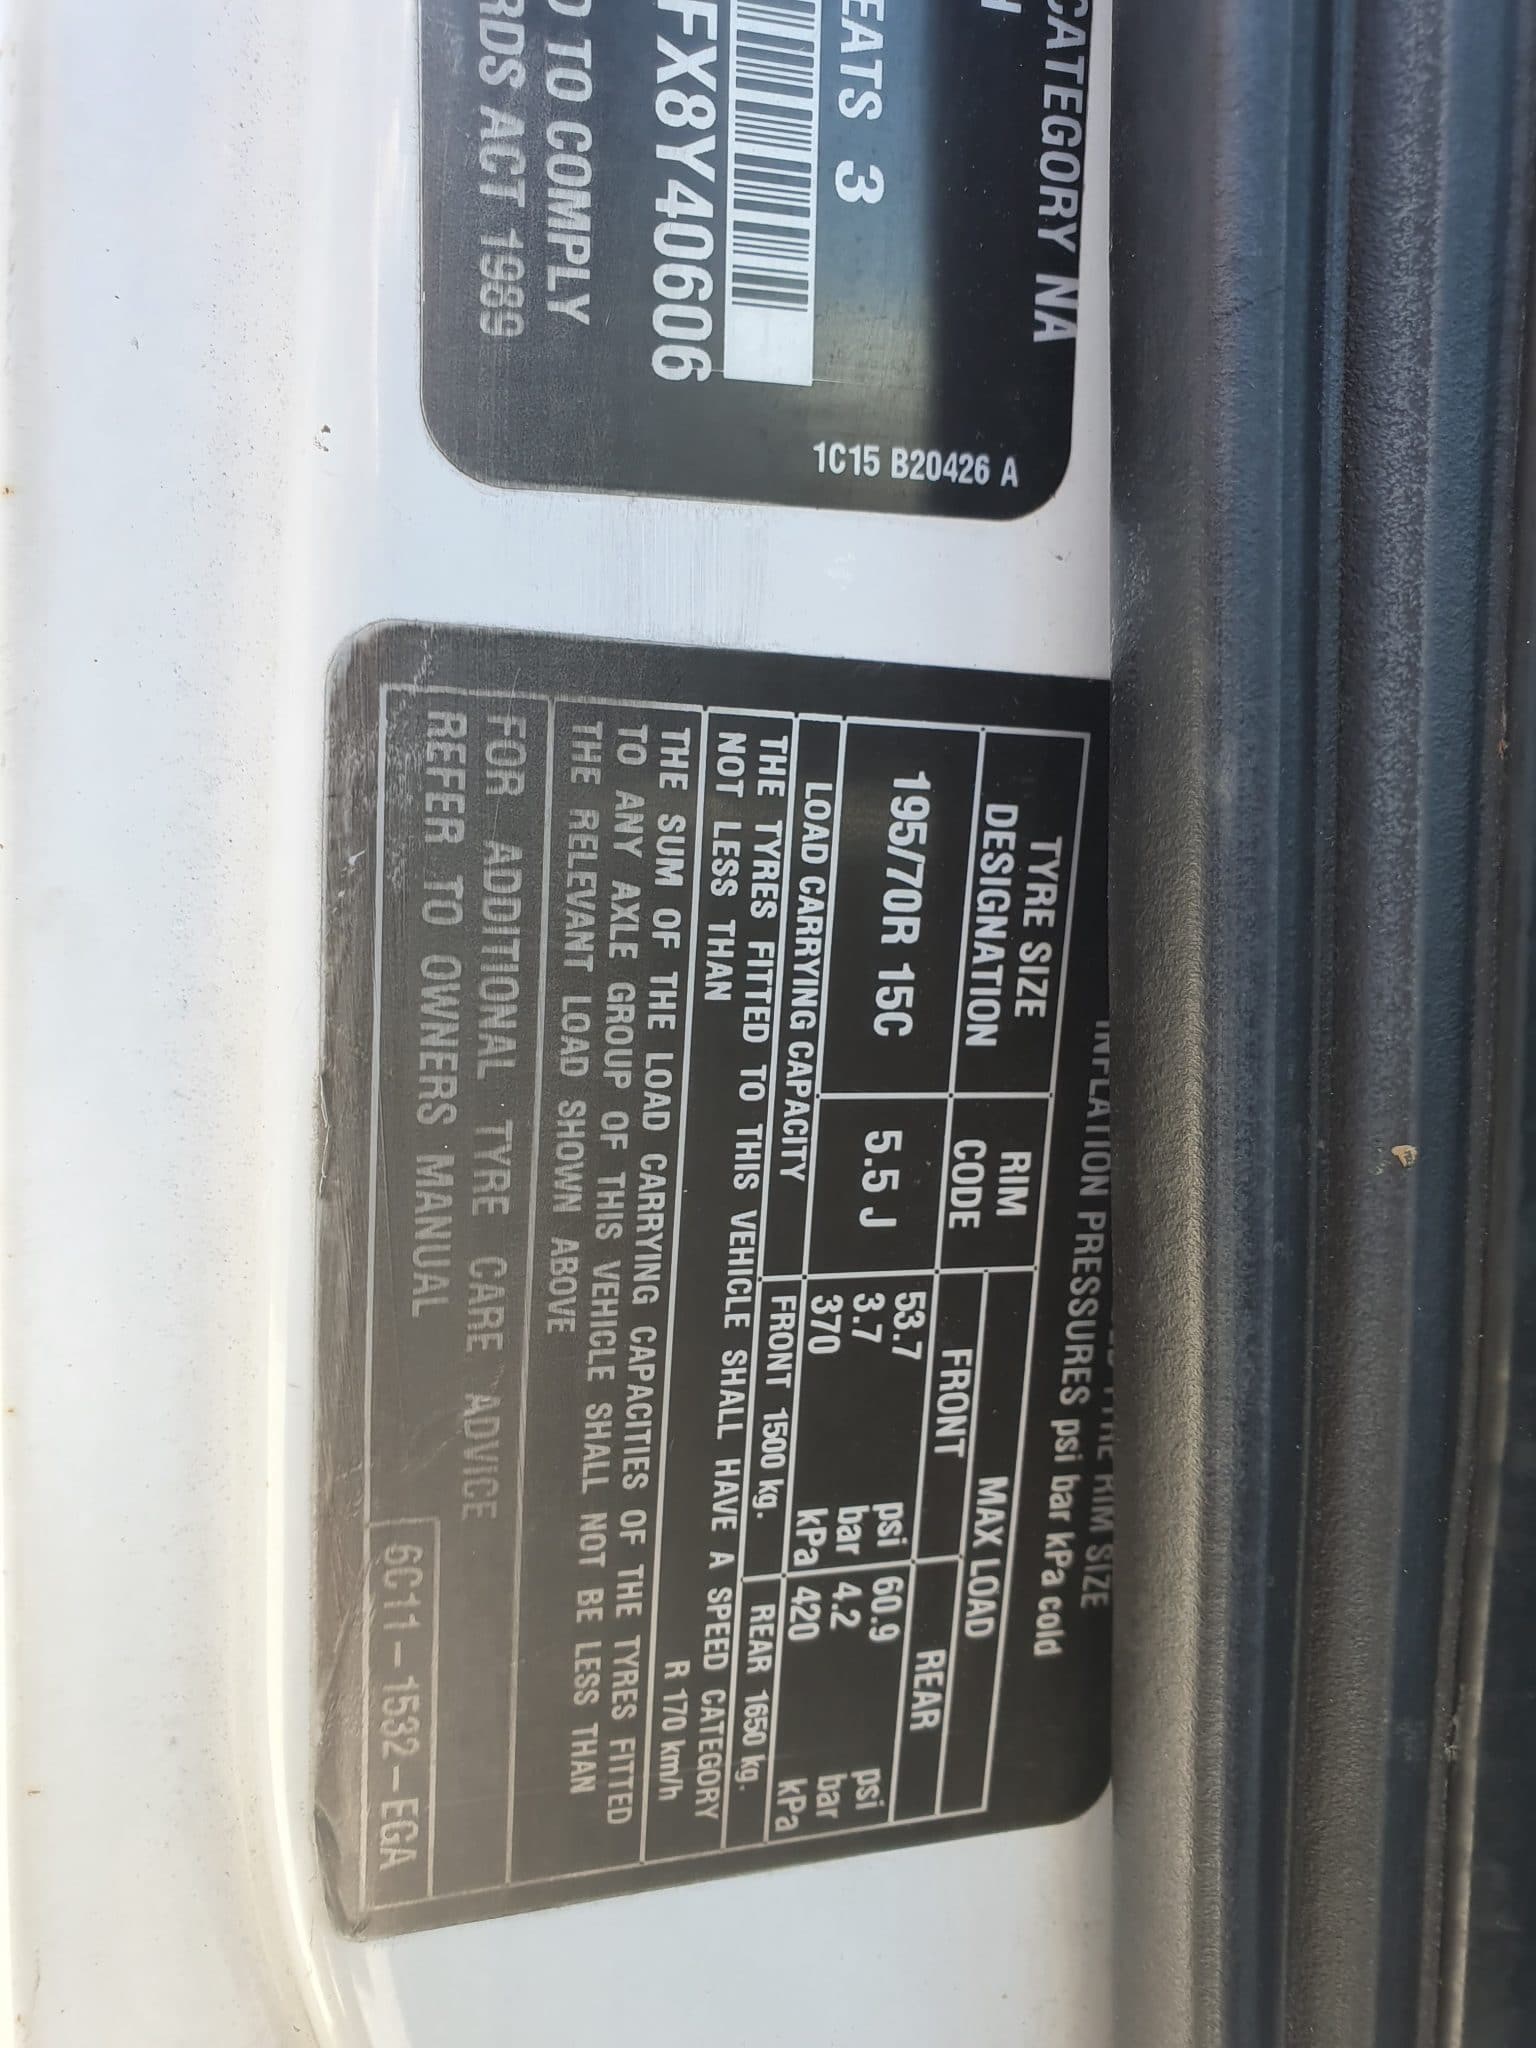 CATEGORY NA
EATS 3
FX8Y40606
TO COMPLY
ACT 1989
1C15 B20426 A
RIM SIZE
INFLATION PRESSURES psi bar kPa cold
TYRE SIZE DESIGNATION
RIM CODE
MAX LOAD
FRONT
REAR
195/70R 15C
5.5 J
53.7 psi 60.9 psi
3.7 bar 4.2 bar
370 kPa 420 kPa
LOAD CARRYING CAPACITY FRONT 1500 kg. REAR 1650 kg.
THE TYRES FITTED TO THIS VEHICLE SHALL HAVE A SPEED CATEGORY
NOT LESS THAN R 170 km/h
THE SUM OF THE LOAD CARRYING CAPACITIES OF THE TYRES FITTED
TO ANY AXLE GROUP OF THIS VEHICLE SHALL NOT BE LESS THAN
THE RELEVANT LOAD SHOWN ABOVE
FOR ADDITIONAL TYRE CARE ADVICE
REFER TO OWNERS MANUAL
6C11-1532-EGA